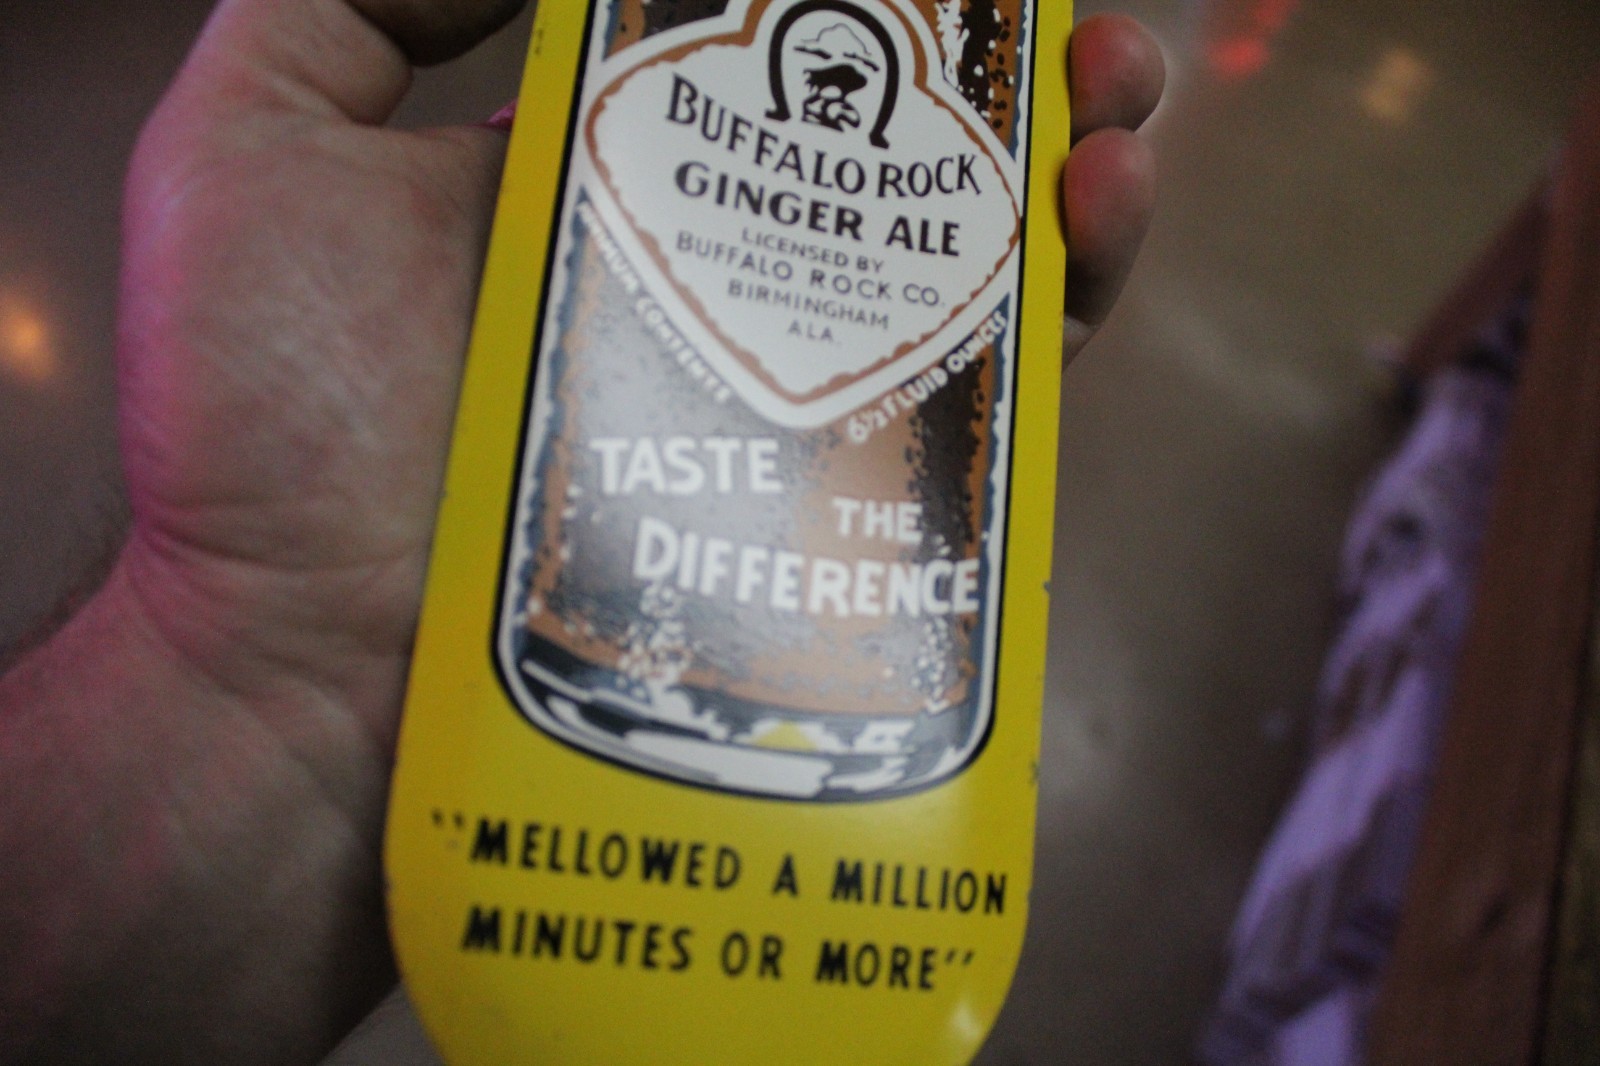 BUFFALO ROCK
GINGER ALE
LICENSED BY
BUFFALO ROCK CO.
BIRMINGHAM
ALA.
MINIMUM CONTENTS
6½ FLUID OUNCES
TASTE
THE
DIFFERENCE
"MELLOWED A MILLION
MINUTES OR MORE"